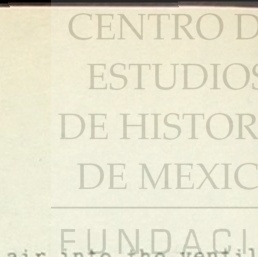 CENTRO D
ESTUDIOS
DE HISTOR
DE MEXIC
FUNDACI
air into the ventil